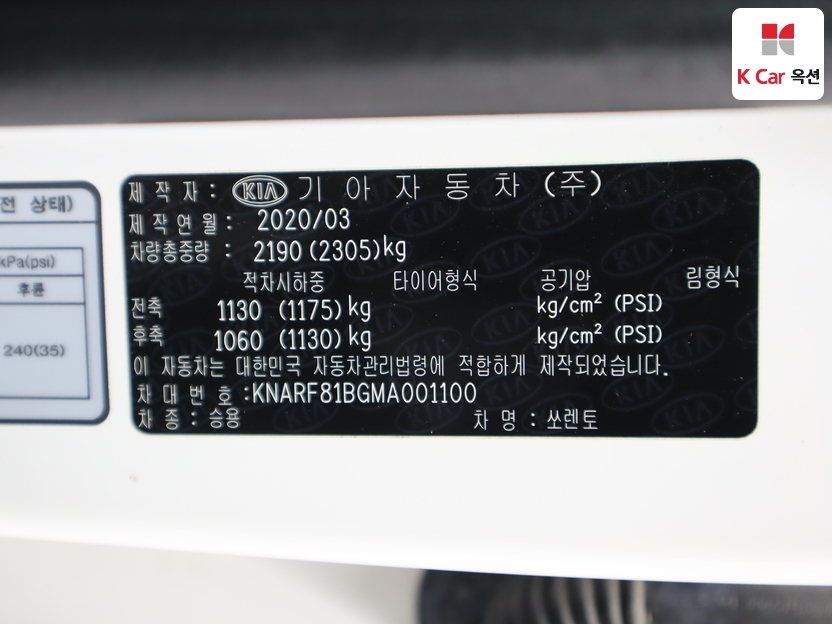 K Car 옥션
전 상태)
kPa(psi)
후륜
240(35)
제 작 자 : KIA 기 아 자 동 차 (주)
제 작 연 월 : 2020/03
차량총중량 : 2190 (2305)kg
적차시하중 타이어형식 공기압 림형식
전축 1130 (1175)kg kg/cm² (PSI)
후축 1060 (1130)kg kg/cm² (PSI)
이 자동차는 대한민국 자동차관리법령에 적합하게 제작되었습니다.
차 대 번 호 :KNARF81BGMA001100
차 종 : 승용 차 명 : 쏘렌토